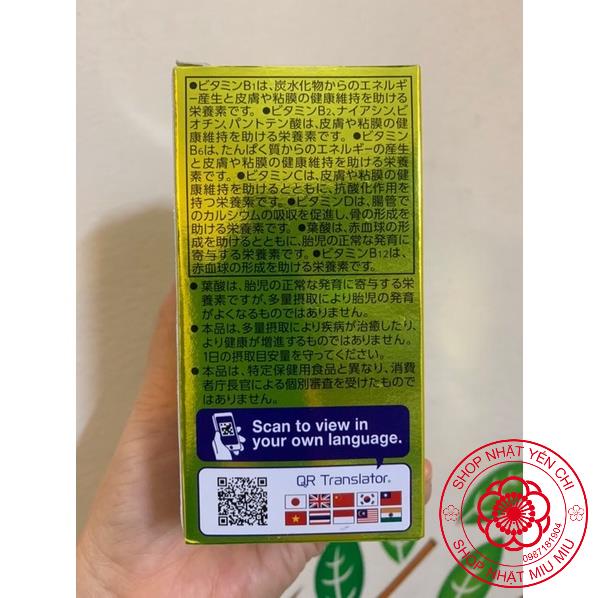 ●ビタミンB1は、炭水化物からのエネルギ
ー産生と皮膚や粘膜の健康維持を助ける
栄養素です。●ビタミンB2、ナイアシン、ビ
オチン、パントテン酸は、皮膚や粘膜の健
康維持を助ける栄養素です。●ビタミン
B6は、たんぱく質からのエネルギーの産生
と皮膚や粘膜の健康維持を助ける栄養
素です。●ビタミンCは、皮膚や粘膜の健
康維持を助けるとともに、抗酸化作用を
持つ栄養素です。●ビタミンDは、腸管で
のカルシウムの吸収を促進し、骨の形成を
助ける栄養素です。●葉酸は、赤血球の形
成を助けるとともに、胎児の正常な発育に
寄与する栄養素です。●ビタミンB12は、
赤血球の形成を助ける栄養素です。
●葉酸は、胎児の正常な発育に寄与する栄
養素ですが、多量摂取により胎児の発育
がよくなるものではありません。
●本品は、多量摂取により疾病が治癒したり、
より健康が増進するものではありません。
1日の摂取目安量を守ってください。
●本品は、特定保健用食品と異なり、消費
者庁長官による個別審査を受けたもので
はありません。
Scan to view in
your own language.
QR Translator
SHOP NHẬT YẾN CHI
0987181904
SHOP NHẬT MIU MIU